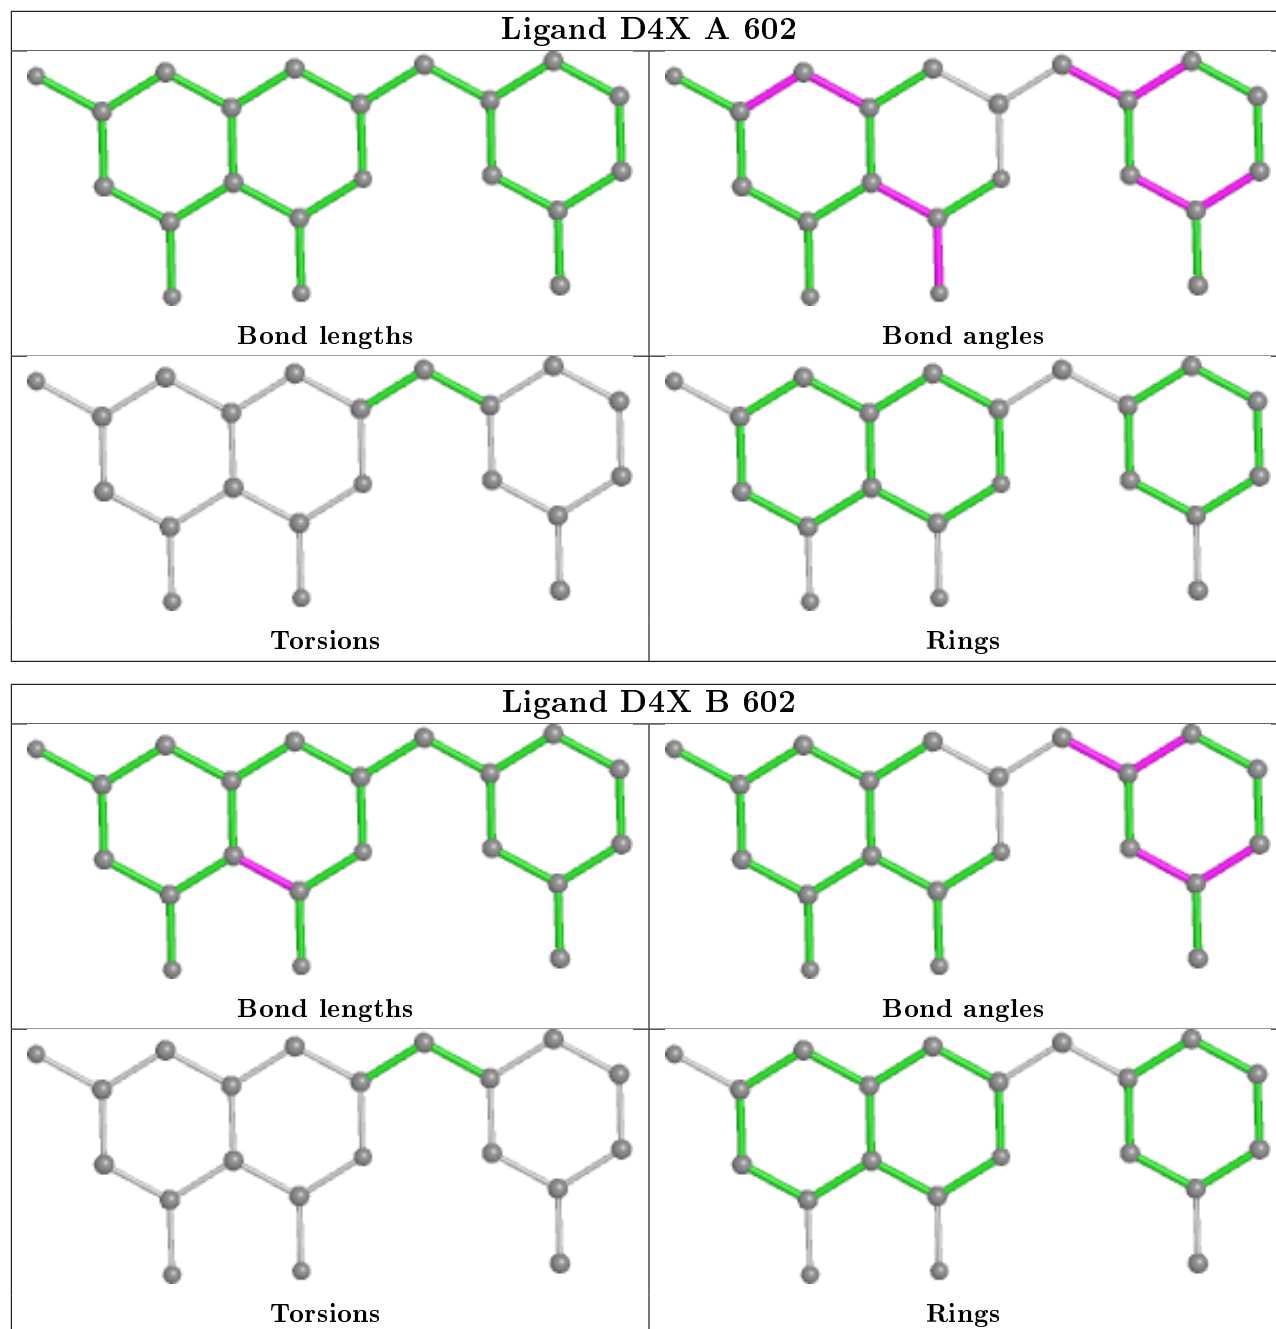 Ligand D4X A 602
Bond lengths Bond angles
Torsions Rings
Ligand D4X B 602
Bond lengths Bond angles
Torsions Rings